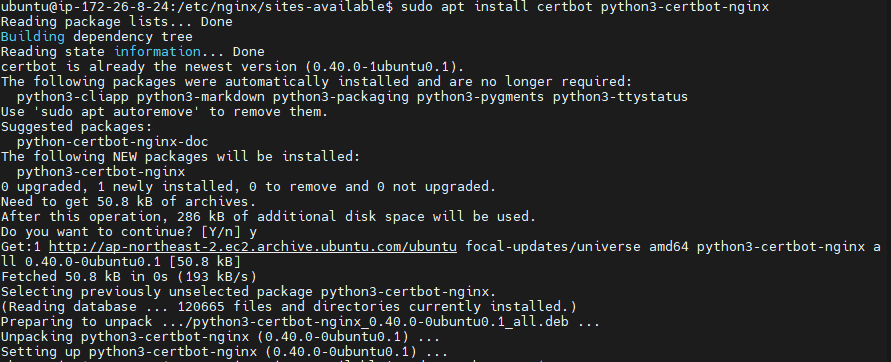 ubuntu@ip-172-26-8-24:/etc/nginx/sites-available$ sudo apt install certbot python3-certbot-nginx
Reading package lists... Done
Building dependency tree
Reading state information... Done
certbot is already the newest version (0.40.0-1ubuntu0.1).
The following packages were automatically installed and are no longer required:
  python3-cliapp python3-markdown python3-packaging python3-pygments python3-ttystatus
Use 'sudo apt autoremove' to remove them.
Suggested packages:
  python-certbot-nginx-doc
The following NEW packages will be installed:
  python3-certbot-nginx
0 upgraded, 1 newly installed, 0 to remove and 0 not upgraded.
Need to get 50.8 kB of archives.
After this operation, 286 kB of additional disk space will be used.
Do you want to continue? [Y/n] y
Get:1 http://ap-northeast-2.ec2.archive.ubuntu.com/ubuntu focal-updates/universe amd64 python3-certbot-nginx a
ll 0.40.0-0ubuntu0.1 [50.8 kB]
Fetched 50.8 kB in 0s (193 kB/s)
Selecting previously unselected package python3-certbot-nginx.
(Reading database ... 120665 files and directories currently installed.)
Preparing to unpack .../python3-certbot-nginx_0.40.0-0ubuntu0.1_all.deb ...
Unpacking python3-certbot-nginx (0.40.0-0ubuntu0.1) ...
Setting up python3-certbot-nginx (0.40.0-0ubuntu0.1) ...